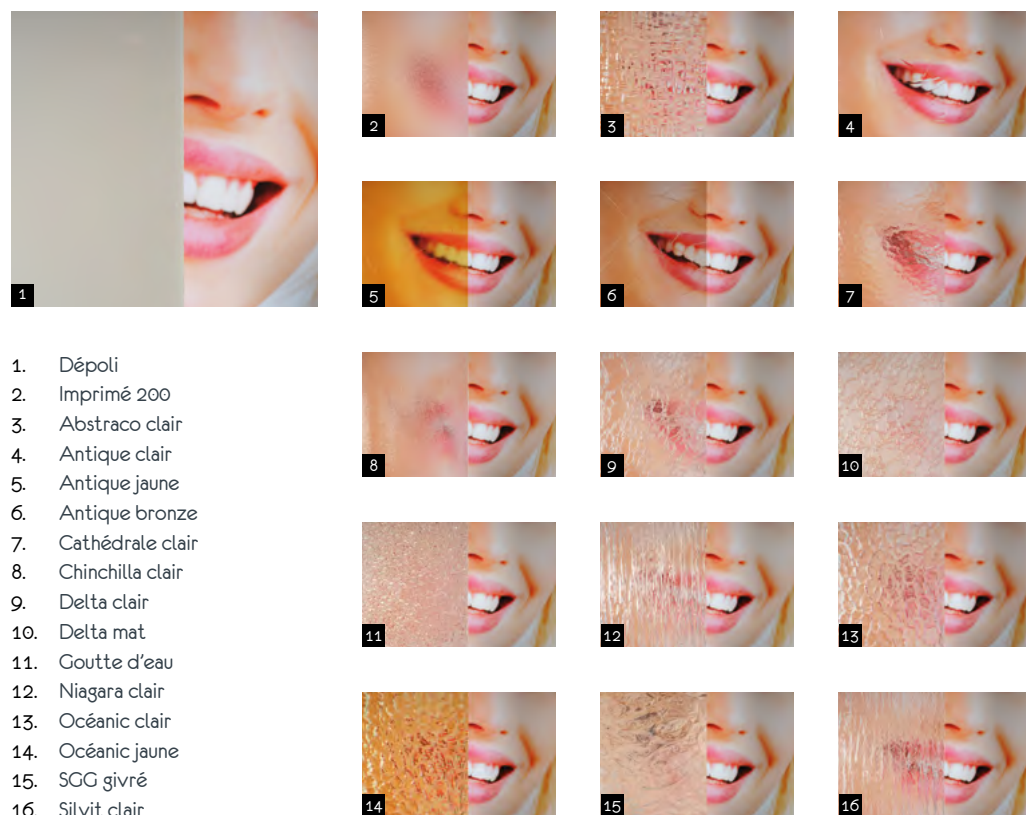 1
2
3
4
5
6
7
8
9
10
11
12
13
14
15
16
1. Dépoli
2. Imprimé 200
3. Abstraco clair
4. Antique clair
5. Antique jaune
6. Antique bronze
7. Cathédrale clair
8. Chinchilla clair
9. Delta clair
10. Delta mat
11. Goutte d’eau
12. Niagara clair
13. Océanic clair
14. Océanic jaune
15. SGG givré
16. Silvit clair